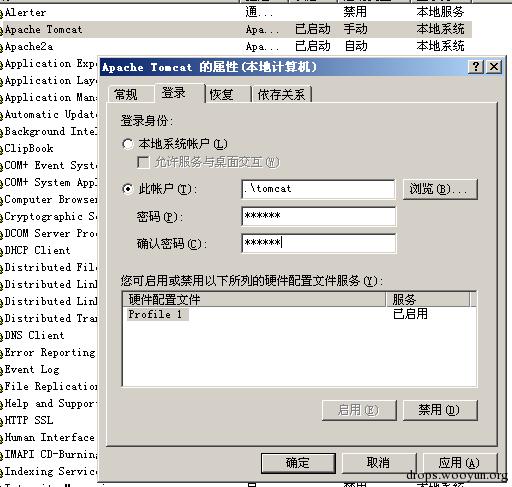 Alerter 通... 禁用 本地服务
Apache Tomcat Apa... 已启动 手动 本地系统
Apache2a Apa... 已启动 自动 本地系统
Application Expe
Application Laye
Application Mana
Automatic Update
Background Intel
ClipBook
COM+ Event Syste
COM+ System Appl
Computer Browser
Cryptographic Se
DCOM Server Proc
DHCP Client
Distributed File
Distributed Link
Distributed Link
Distributed Tran
DNS Client
Error Reporting
Event Log
File Replication
Help and Support
HTTP SSL
Human Interface
IMAPI CD-Burning
Indexing Service
Apache Tomcat 的属性(本地计算机)
常规 登录 恢复 依存关系
登录身份:
本地系统帐户(L)
允许服务与桌面交互(W)
此帐户(T): .\tomcat 浏览(B)...
密码(P): ******
确认密码(C): ******
您可启用或禁用以下所列的硬件配置文件服务(Y):
硬件配置文件 服务
Profile 1 已启用
启用(E) 禁用(D)
确定 取消 应用(A)
drops.wooyun.org